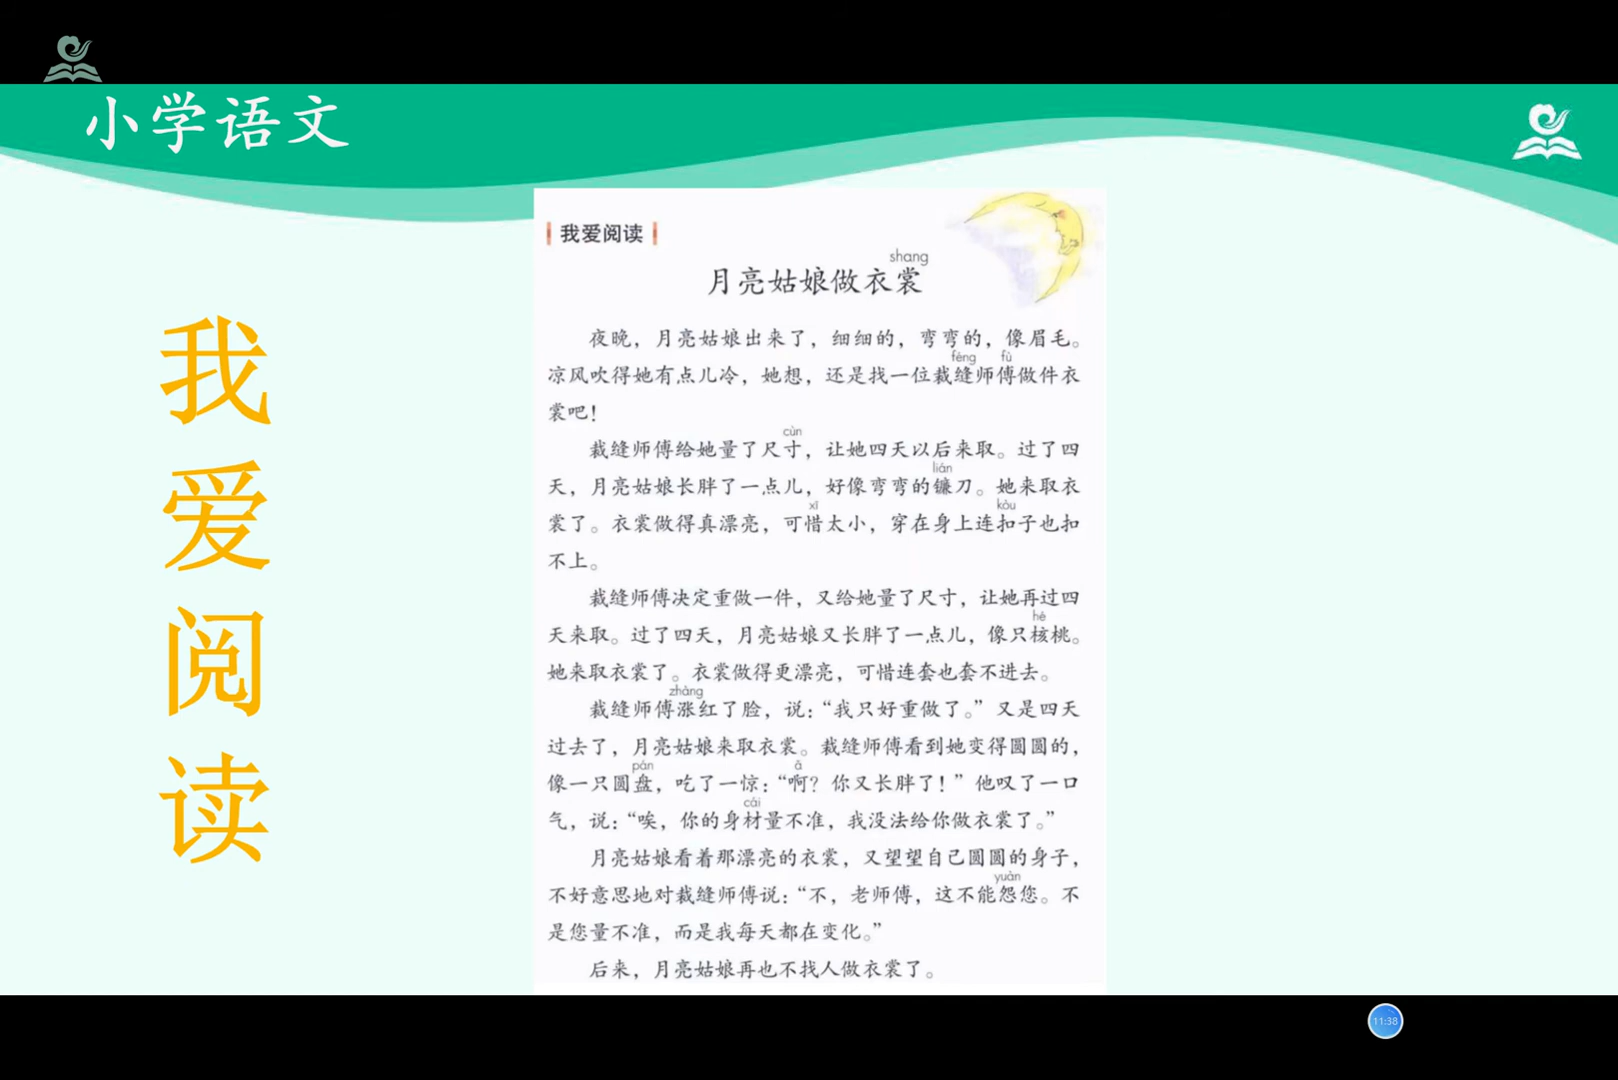 小学语文
我
爱
阅
读
我爱阅读
shang
月亮姑娘做衣裳
夜晚，月亮姑娘出来了，细细的，弯弯的，像眉毛。
féng fù
凉风吹得她有点儿冷，她想，还是找一位裁缝师傅做件衣
裳吧！
cùn
裁缝师傅给她量了尺寸，让她四天以后来取。过了四
lián
天，月亮姑娘长胖了一点儿，好像弯弯的镰刀。她来取衣
xī kòu
裳了。衣裳做得真漂亮，可惜太小，穿在身上连扣子也扣
不上。
裁缝师傅决定重做一件，又给她量了尺寸，让她再过四
hé
天来取。过了四天，月亮姑娘又长胖了一点儿，像只核桃。
她来取衣裳了。衣裳做得更漂亮，可惜连套也套不进去。
zhàng
裁缝师傅涨红了脸，说：“我只好重做了。”又是四天
过去了，月亮姑娘来取衣裳。裁缝师傅看到她变得圆圆的，
pán ǎ
像一只圆盘，吃了一惊：“啊？你又长胖了！”他叹了一口
cái
气，说：“唉，你的身材量不准，我没法给你做衣裳了。”
月亮姑娘看着那漂亮的衣裳，又望望自己圆圆的身子，
yuàn
不好意思地对裁缝师傅说：“不，老师傅，这不能怨您。不
是您量不准，而是我每天都在变化。”
后来，月亮姑娘再也不找人做衣裳了。
11:38